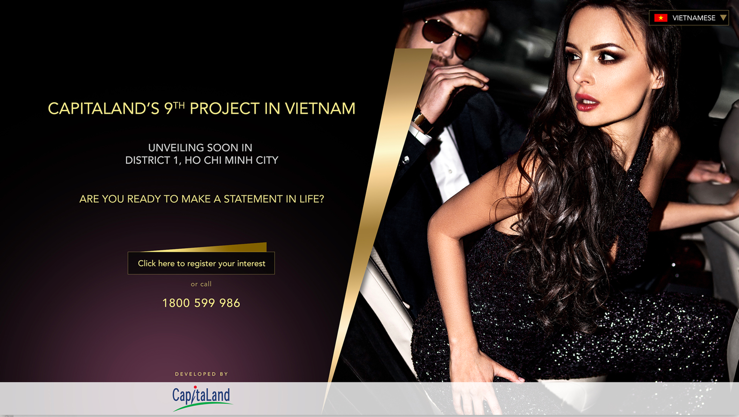 VIETNAMESE
CAPITALAND'S 9TH PROJECT IN VIETNAM
UNVEILING SOON IN
DISTRICT 1, HO CHI MINH CITY
ARE YOU READY TO MAKE A STATEMENT IN LIFE?
Click here to register your interest
or call
1800 599 986
DEVELOPED BY
CapitaLand